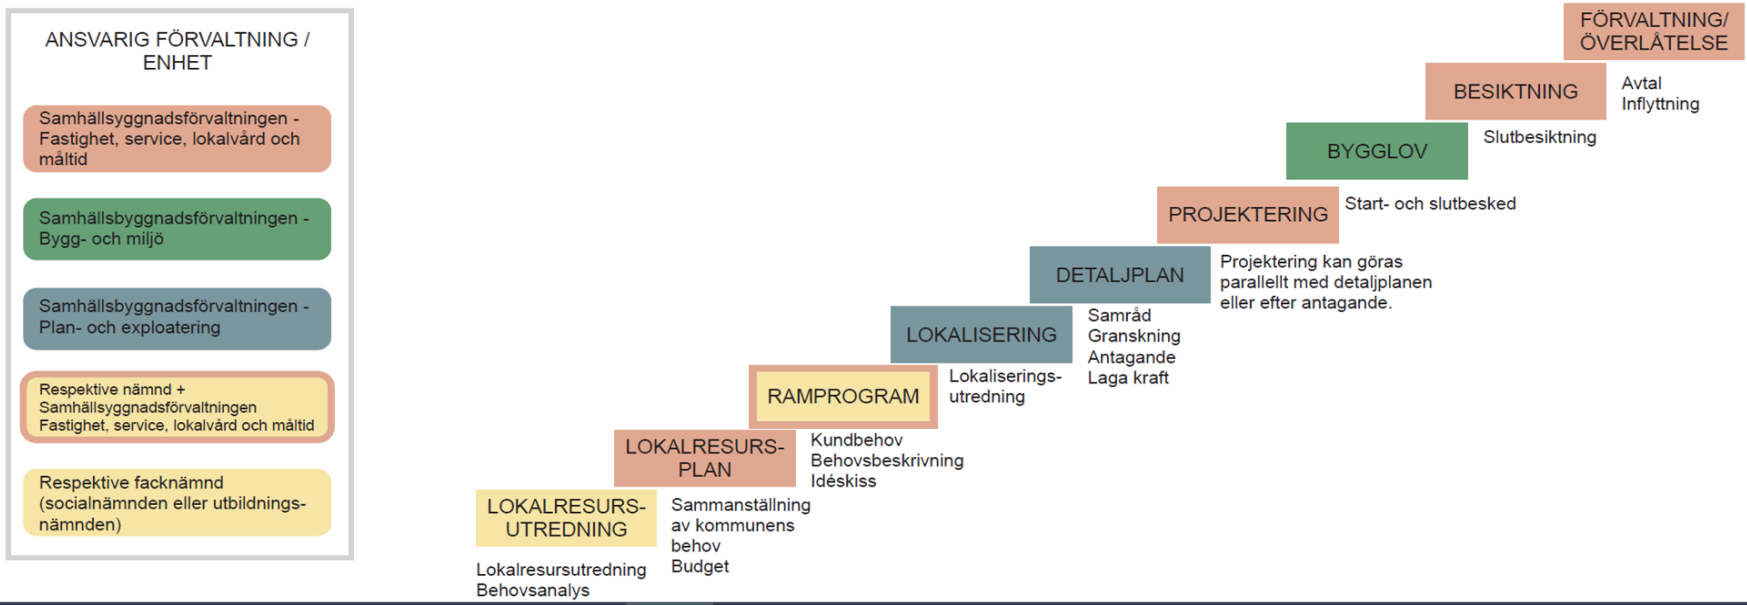 ANSVARIG FÖRVALTNING /
ENHET
Samhällsyggnadsförvaltningen -
Fastighet, service, lokalvård och
måltid
Samhällsbyggnadsförvaltningen -
Bygg- och miljö
Samhällsbyggnadsförvaltningen -
Plan- och exploatering
Respektive nämnd +
Samhällsyggnadsförvaltningen
Fastighet, service, lokalvård och måltid
Respektive facknämnd
(socialnämnden eller utbildnings-
nämnden)
LOKALRESURS-
UTREDNING
Lokalresursutredning
Behovsanalys
LOKALRESURS-
PLAN
Sammanställning
av kommunens
behov
Budget
RAMPROGRAM
Kundbehov
Behovsbeskrivning
Idéskiss
LOKALISERING
Lokaliserings-
utredning
DETALJPLAN
Samråd
Granskning
Antagande
Laga kraft
PROJEKTERING
Projektering kan göras
parallellt med detaljplanen
eller efter antagande.
BYGGLOV
Start- och slutbesked
BESIKTNING
Slutbesiktning
FÖRVALTNING/
ÖVERLÅTELSE
Avtal
Inflyttning